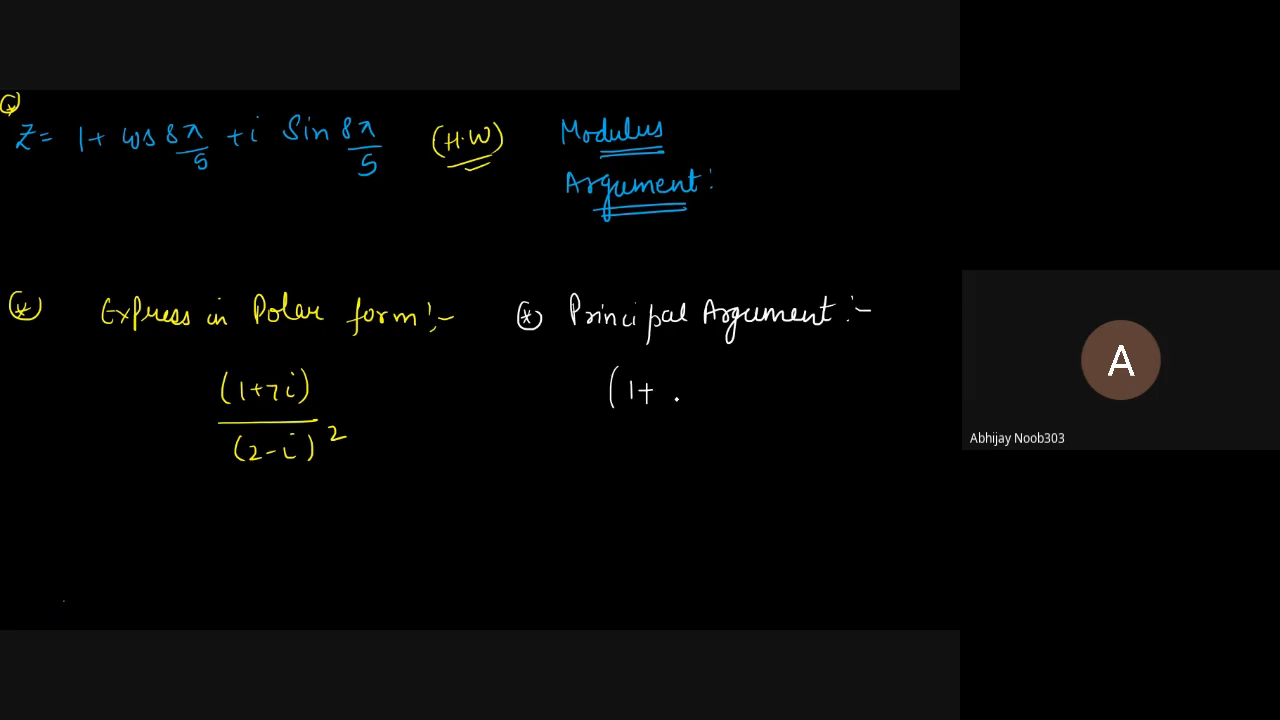 Z = 1 + cos 8π/5 + i Sin 8π/5 (H.W) Modulus
Argument:
Express in Polar form:- Principal Argument:-
(1+7i) / (2-i)² (1+ .
A
Abhijay Noob303